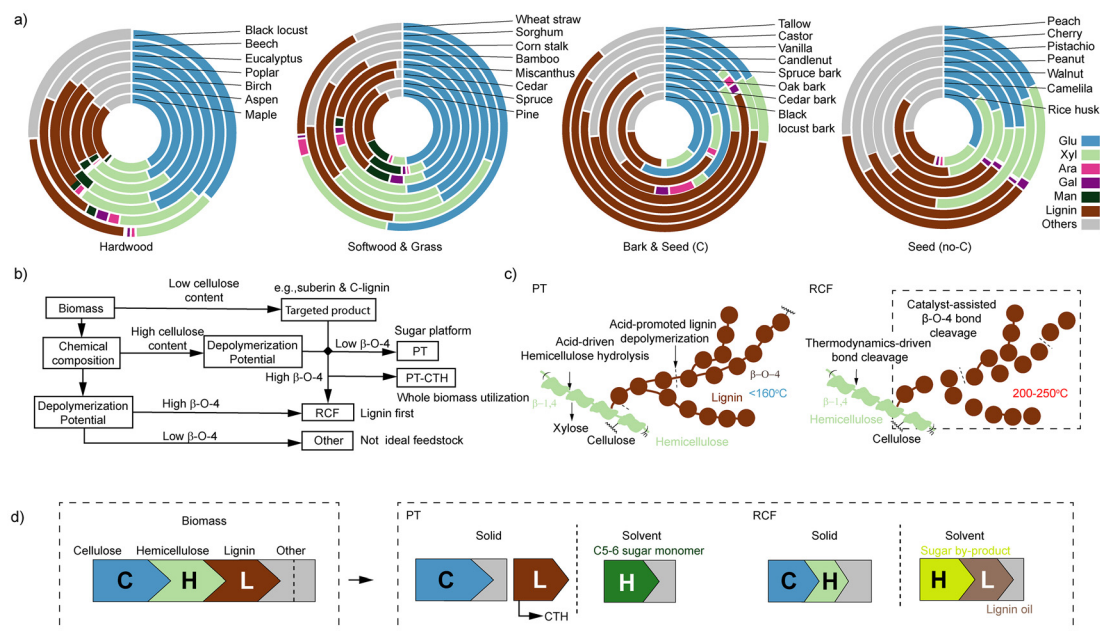 a)
Black locust
Beech
Eucalyptus
Poplar
Birch
Aspen
Maple
Hardwood
Wheat straw
Sorghum
Corn stalk
Bamboo
Miscanthus
Cedar
Spruce
Pine
Softwood & Grass
Tallow
Castor
Vanilla
Candlenut
Spruce bark
Oak bark
Cedar bark
Black
locust bark
Bark & Seed (C)
Peach
Cherry
Pistachio
Peanut
Walnut
Camelila
Rice husk
Seed (no-C)
Glu
Xyl
Ara
Gal
Man
Lignin
Others
b)
Biomass
Low cellulose
content
e.g.,suberin & C-lignin
Targeted product
Chemical
composition
High cellulose
content
Depolymerization
Potential
Low β-O-4
Sugar platform
PT
High β-O-4
PT-CTH
Whole biomass utilization
Depolymerization
Potential
High β-O-4
RCF
Lignin first
Low β-O-4
Other
Not ideal feedstock
c)
PT
Acid-promoted lignin
depolymerization
Acid-driven
Hemicellulose hydrolysis
β-O-4
Lignin
<160°C
β-1,4
Xylose
Cellulose
Hemicellulose
RCF
Catalyst-assisted
β-O-4 bond
cleavage
Thermodynamics-driven
bond cleavage
200-250°C
β-1,4
Hemicellulose
Cellulose
d)
Biomass
Cellulose
Hemicellulose
Lignin
Other
C
H
L
PT
Solid
C
L
CTH
Solvent
C5-6 sugar monomer
H
RCF
Solid
C
H
Solvent
Sugar by-product
H
L
Lignin oil